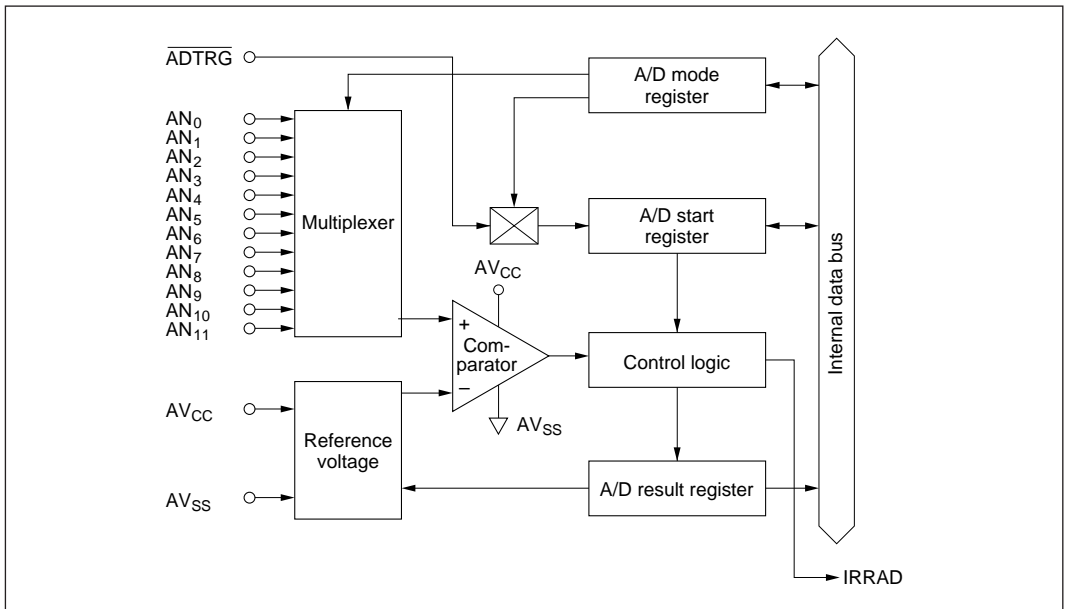 ADTRG
A/D mode
register
AN0
AN1
AN2
AN3
AN4
AN5
AN6
AN7
AN8
AN9
AN10
AN11
Multiplexer
A/D start
register
AVCC
+
Com-
parator
–
AVSS
Control logic
Internal data bus
AVCC
AVSS
Reference
voltage
A/D result register
IRRAD